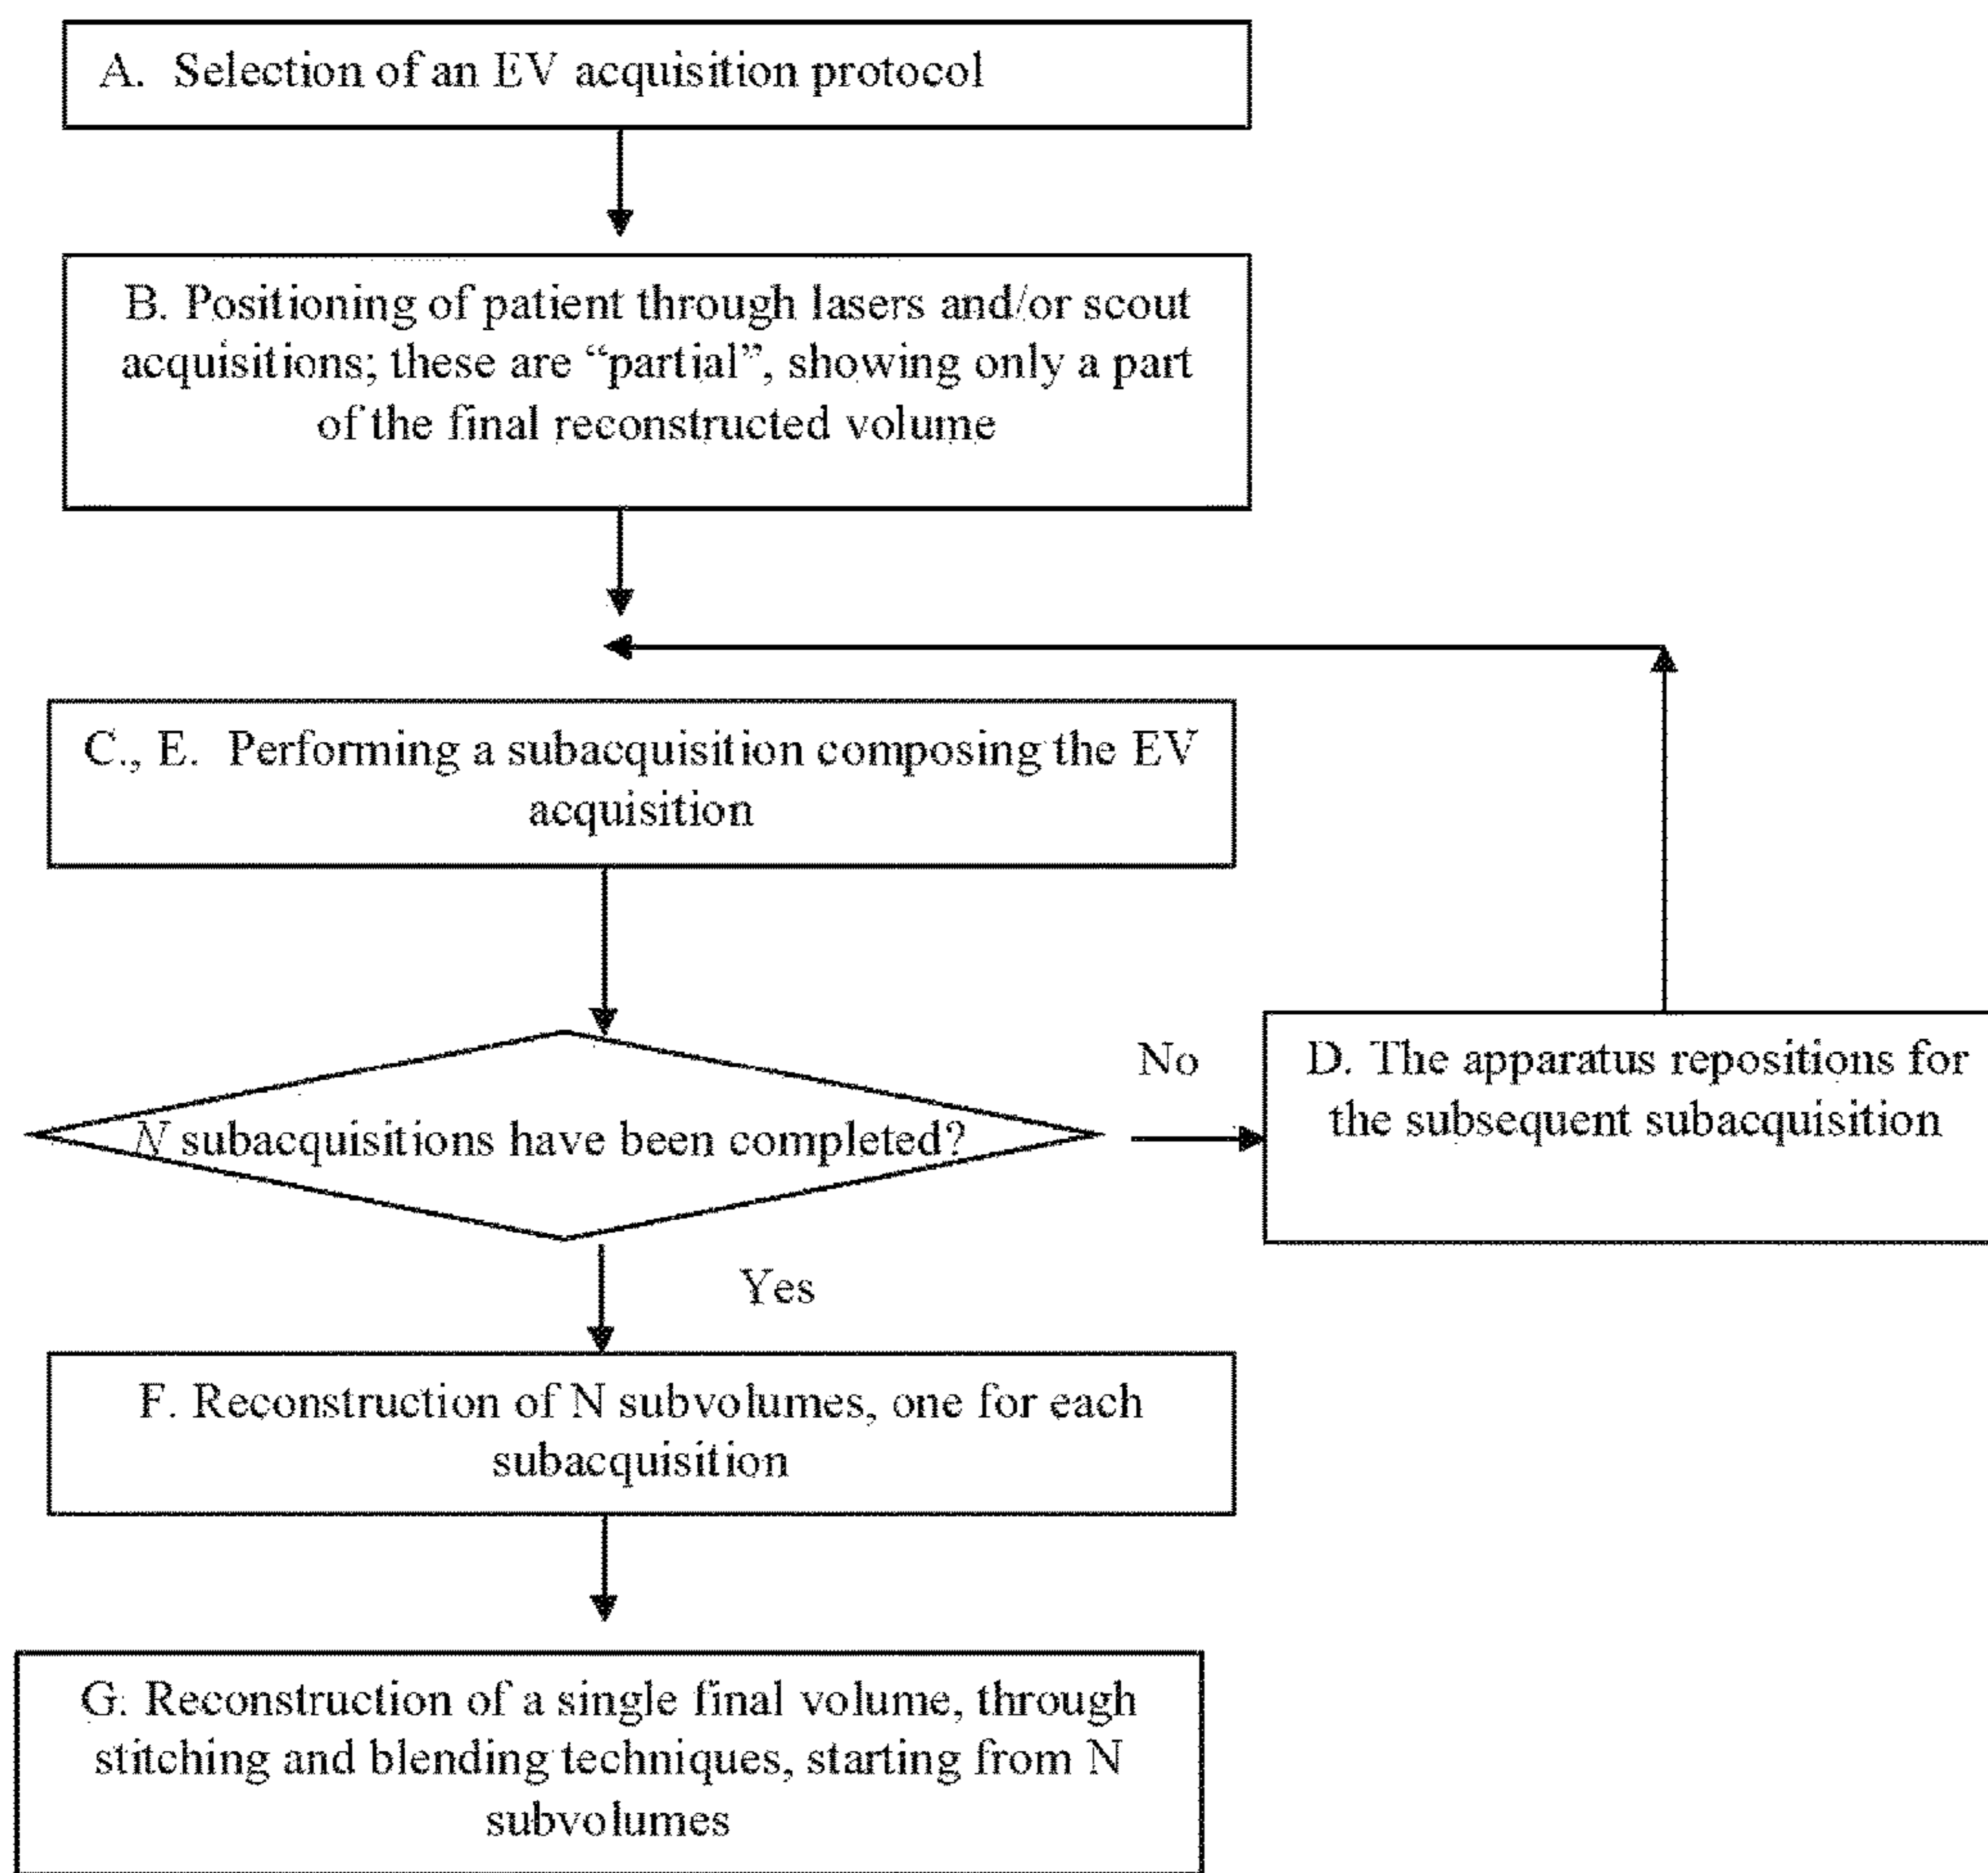 A. Selection of an EV acquisition protocol
B. Positioning of patient through lasers and/or scout
acquisitions; these are “partial”, showing only a part
of the final reconstructed volume
C., E. Performing a subacquisition composing the EV
acquisition
N subacquisitions have been completed?
No
D. The apparatus repositions for
the subsequent subacquisition
Yes
F. Reconstruction of N subvolumes, one for each
subacquisition
G. Reconstruction of a single final volume, through
stitching and blending techniques, starting from N
subvolumes